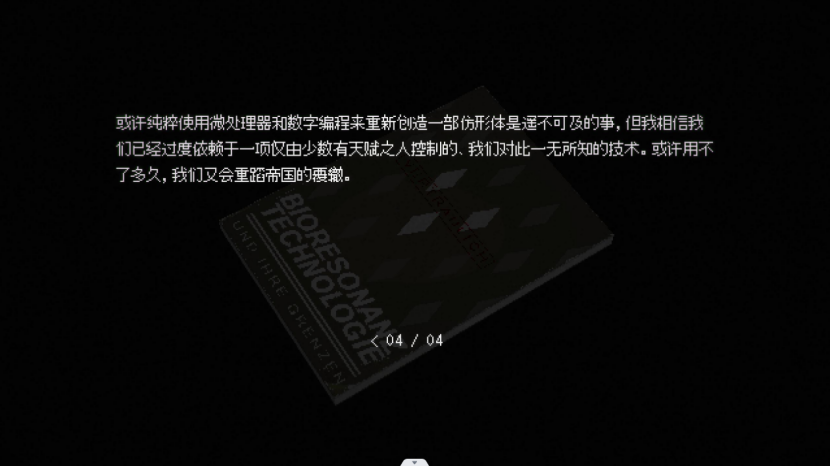 或许纯粹使用微处理器和数字编程来重新创造一部仿形体是遥不可及的事，但我相信我
们已经过度依赖于一项仅由少数有天赋之人控制的、我们对此一无所知的技术。或许用不
了多久，我们又会重蹈帝国的覆辙。
BIORESONANZ
TECHNOLOGIE
UND IHRE GRENZEN
< 04 / 04